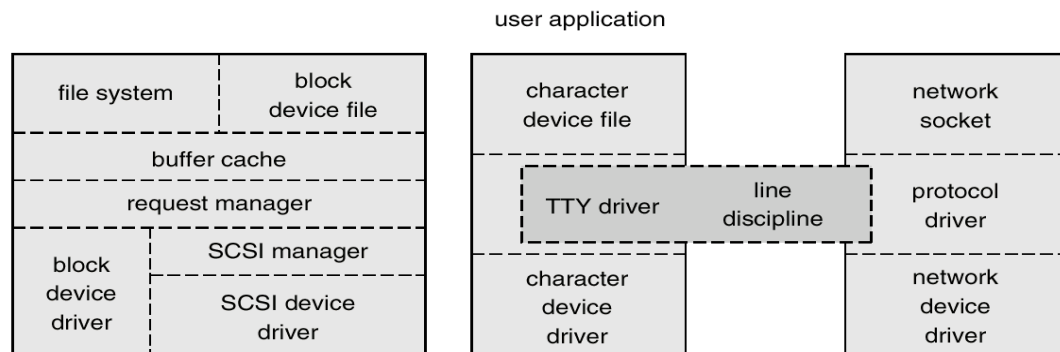 user application
file system
block
device file
buffer cache
request manager
block
device
driver
SCSI manager
SCSI device
driver
character
device file
TTY driver
line
discipline
character
device
driver
network
socket
protocol
driver
network
device
driver